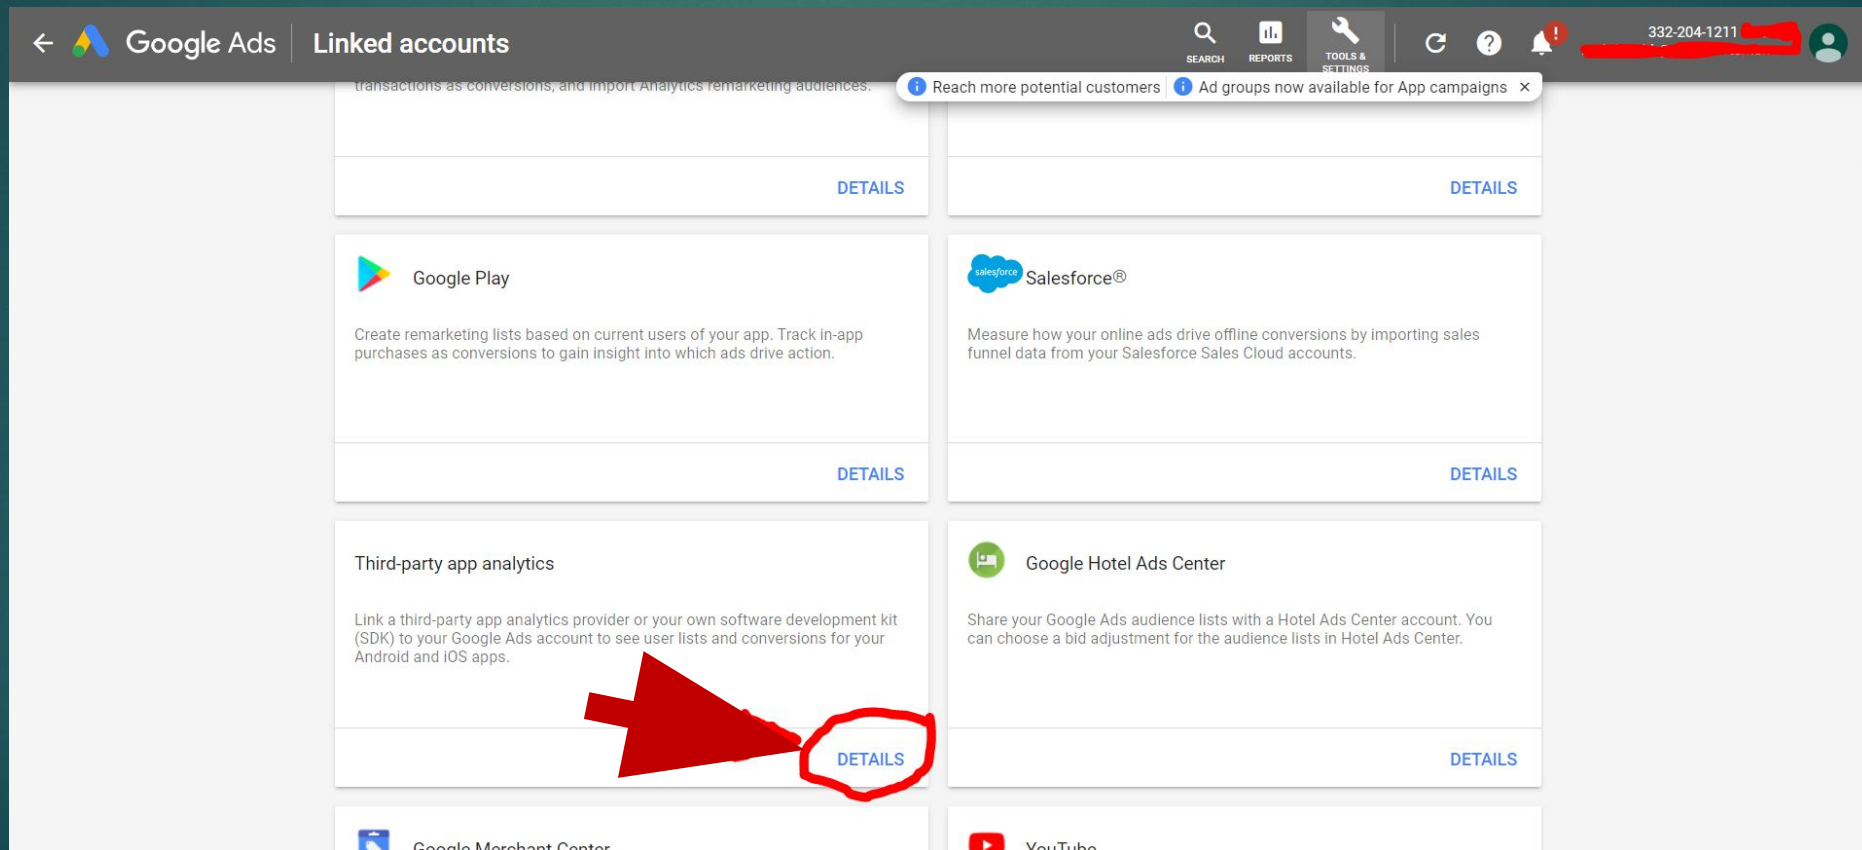 Google Ads
Linked accounts
SEARCH
REPORTS
TOOLS &
SETTINGS
332-204-1211
Reach more potential customers
Ad groups now available for App campaigns
transactions as conversions, and import Analytics remarketing audiences.
DETAILS
DETAILS
Google Play
Create remarketing lists based on current users of your app. Track in-app
purchases as conversions to gain insight into which ads drive action.
DETAILS
salesforce
Salesforce®
Measure how your online ads drive offline conversions by importing sales
funnel data from your Salesforce Sales Cloud accounts.
DETAILS
Third-party app analytics
Link a third-party app analytics provider or your own software development kit
(SDK) to your Google Ads account to see user lists and conversions for your
Android and iOS apps.
DETAILS
Google Hotel Ads Center
Share your Google Ads audience lists with a Hotel Ads Center account. You
can choose a bid adjustment for the audience lists in Hotel Ads Center.
DETAILS
Google Merchant Center
YouTube